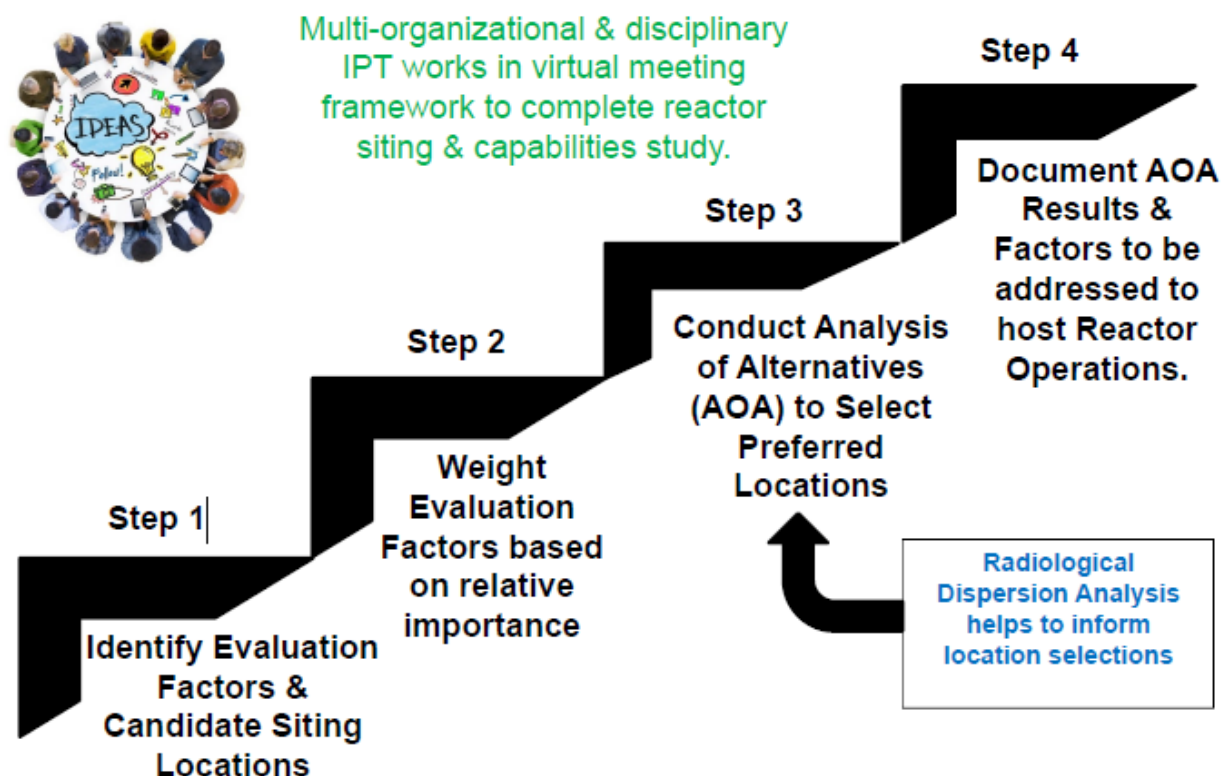 IDEAS
Multi-organizational & disciplinary
IPT works in virtual meeting
framework to complete reactor
siting & capabilities study.
Step 1
Identify Evaluation
Factors &
Candidate Siting
Locations
Step 2
Weight
Evaluation
Factors based
on relative
importance
Step 3
Conduct Analysis
of Alternatives
(AOA) to Select
Preferred
Locations
Radiological
Dispersion Analysis
helps to inform
location selections
Step 4
Document AOA
Results &
Factors to be
addressed to
host Reactor
Operations.